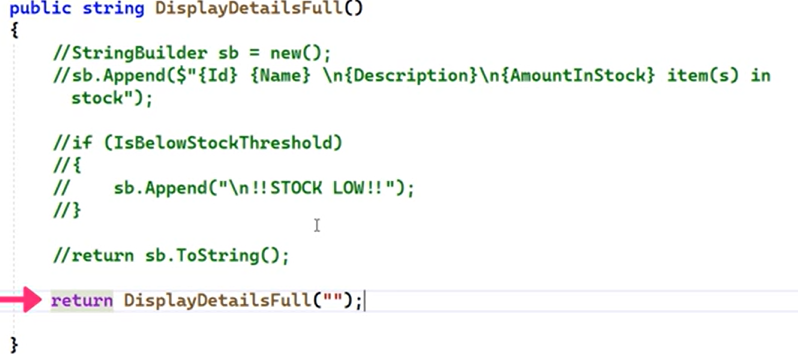 public string DisplayDetailsFull()
{
//StringBuilder sb = new();
//sb.Append($"{Id} {Name} \n{Description}\n{AmountInStock} item(s) in
stock");
//if (IsBelowStockThreshold)
//{
//    sb.Append("\n!!STOCK LOW!!");
//}
//return sb.ToString();
return DisplayDetailsFull("");
}